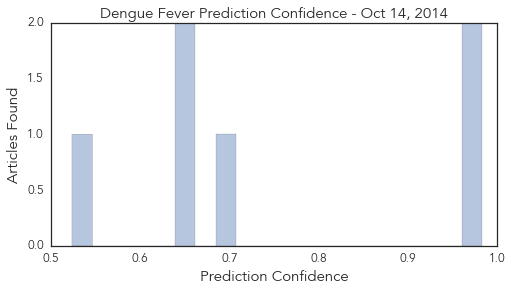 Dengue Fever Prediction Confidence - Oct 14, 2014
2.0
1.5
1.0
0.5
0.0
Articles Found
0.5 0.6 0.7 0.8 0.9 1.0
Prediction Confidence